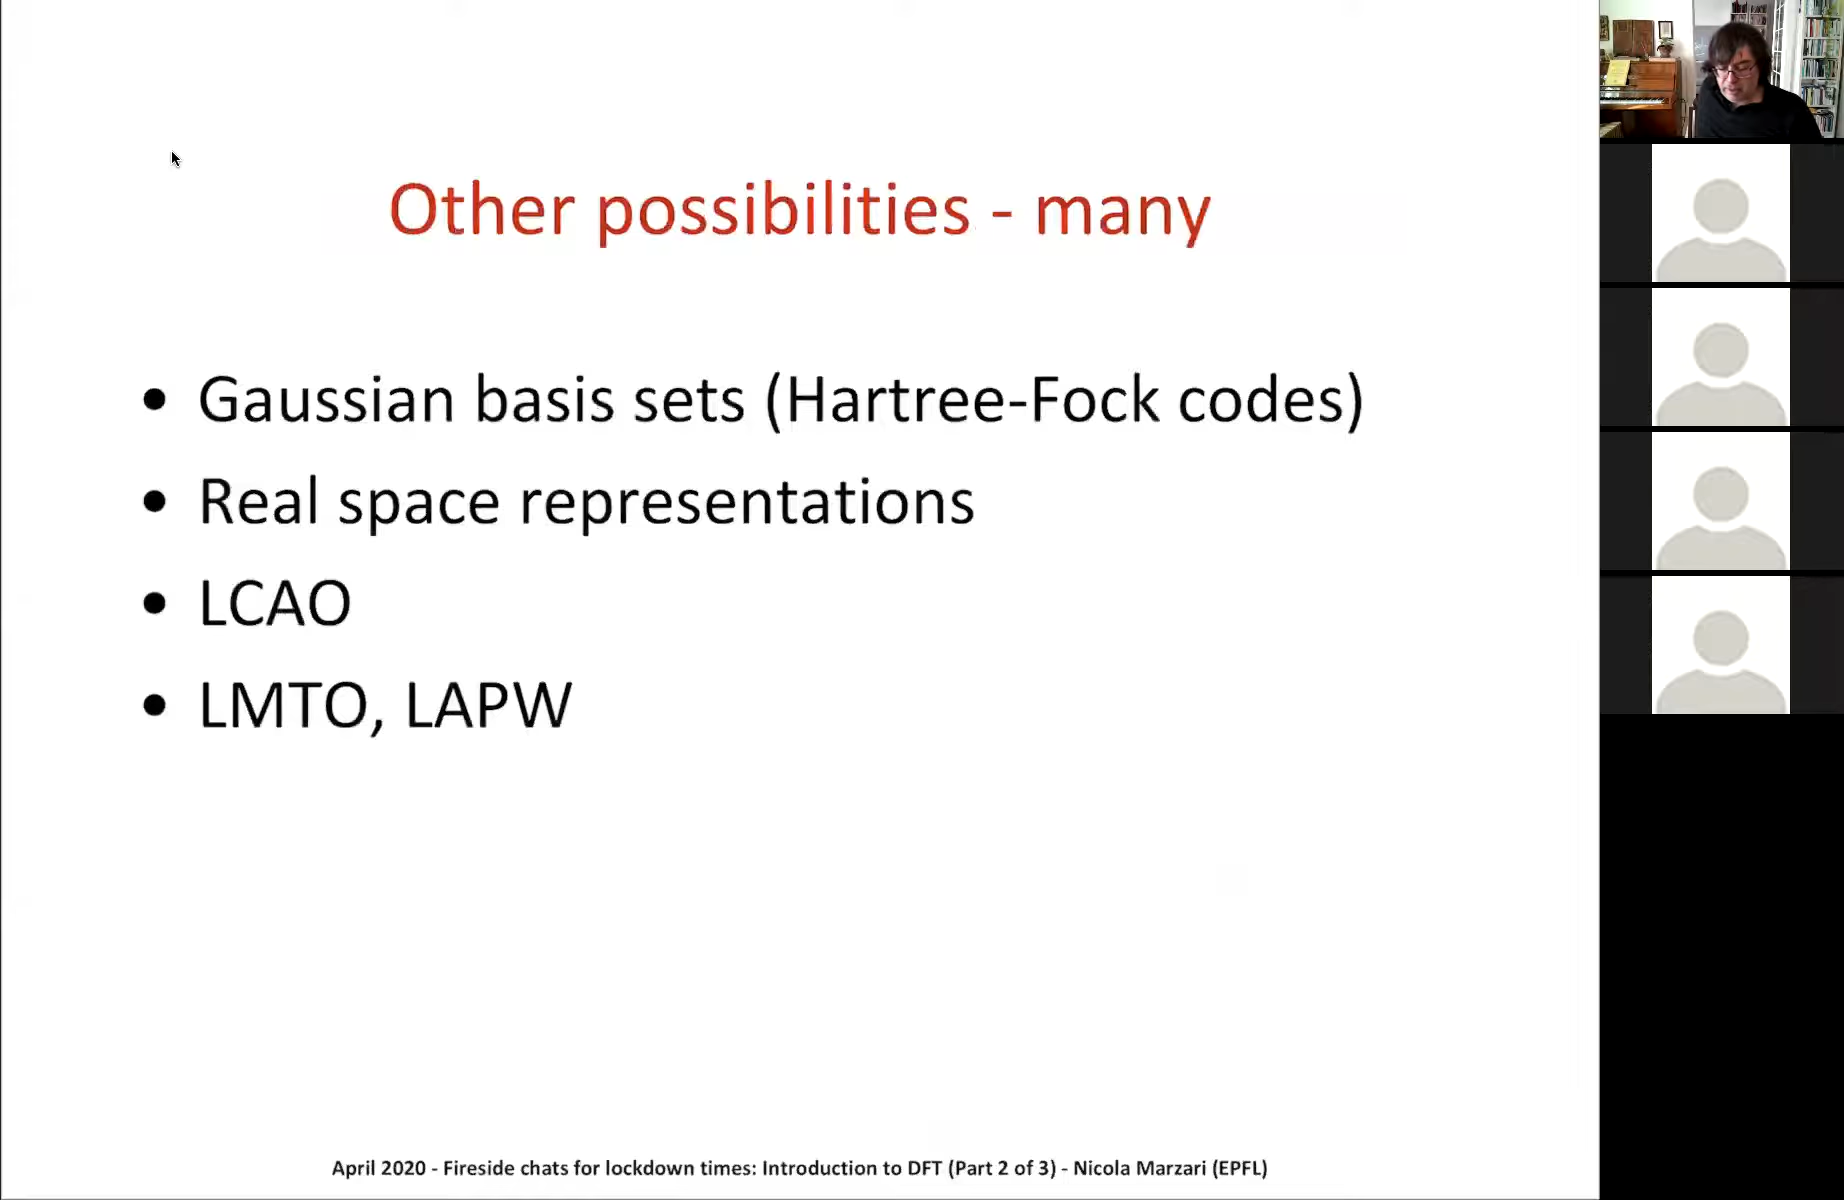 Other possibilities - many
• Gaussian basis sets (Hartree-Fock codes)
• Real space representations
• LCAO
• LMTO, LAPW
April 2020 - Fireside chats for lockdown times: Introduction to DFT (Part 2 of 3) - Nicola Marzari (EPFL)